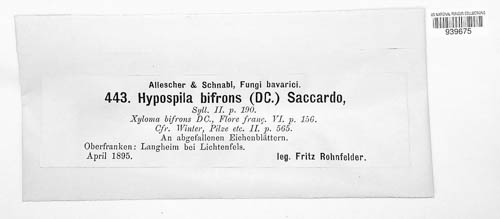 US NATIONAL FUNGUS COLLECTIONS
939675
Allescher & Schnabl, Fungi bavarici.
443. Hypospila bifrons (DC.) Saccardo,
Syll. II. p. 190.
Xyloma bifrons DC., Flore franç. VI. p. 156.
Cfr. Winter, Pilze etc. II. p. 565.
An abgefallenen Eichenblättern.
Oberfranken: Langheim bei Lichtenfels.
April 1895. leg. Fritz Rohnfelder.